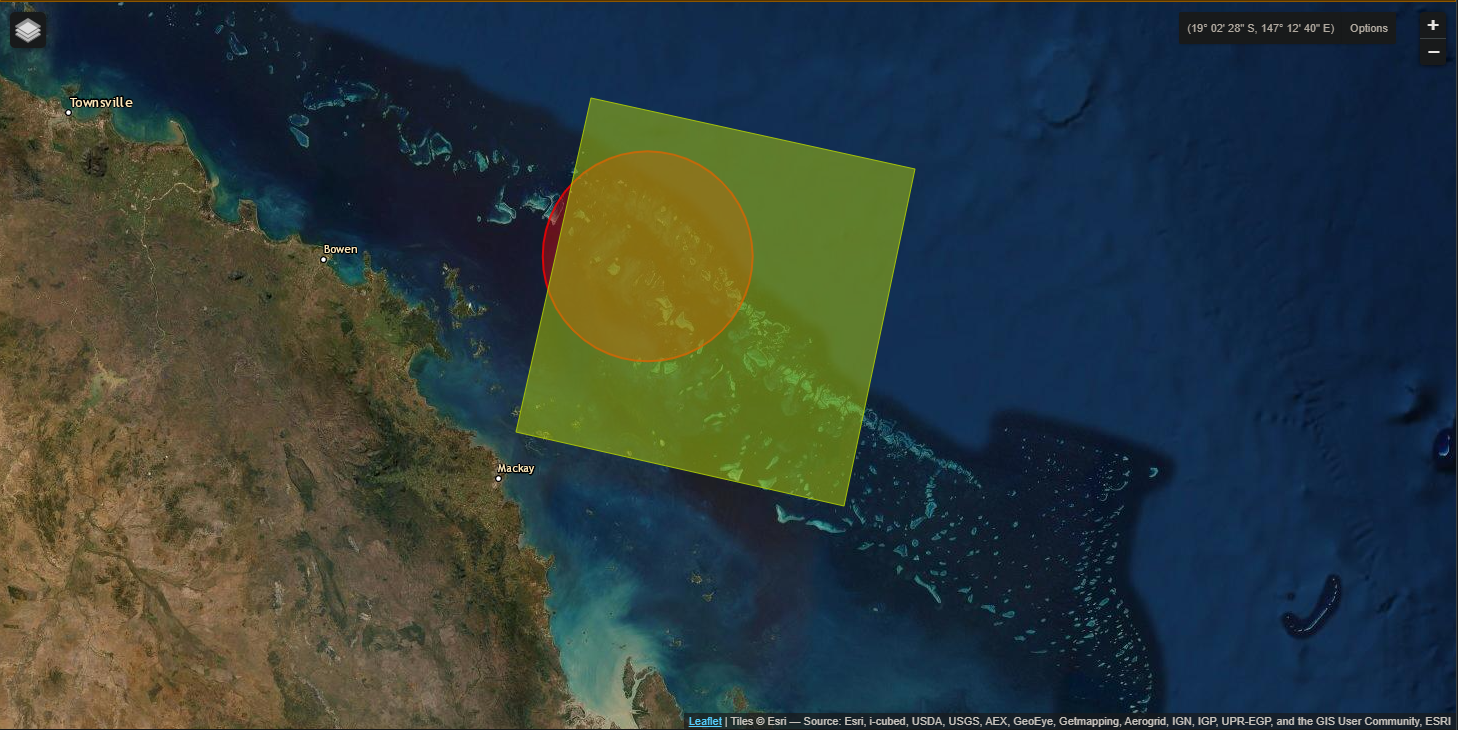 (19° 02' 28" S, 147° 12' 40" E) Options +
−
Townsville
Bowen
Mackay
Leaflet | Tiles © Esri — Source: Esri, i-cubed, USDA, USGS, AEX, GeoEye, Getmapping, Aerogrid, IGN, IGP, UPR-EGP, and the GIS User Community, ESRI